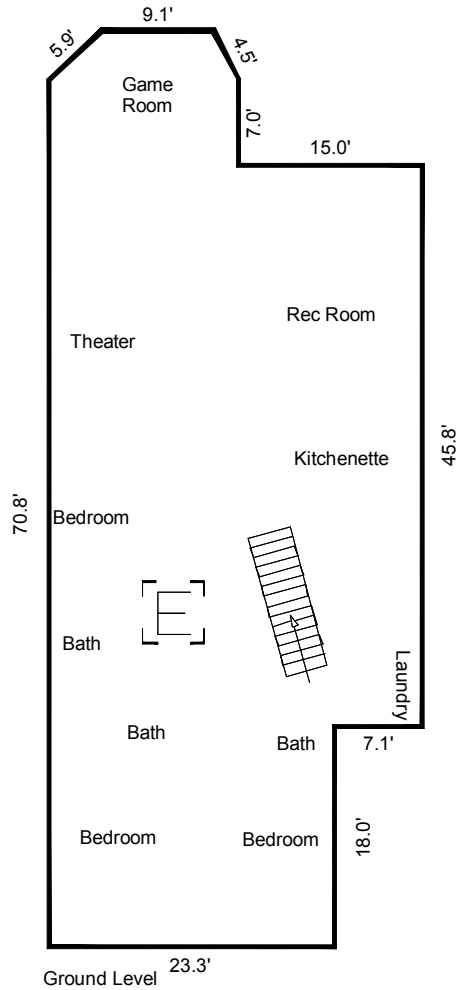 9.1'
5.9'
4.5'
Game
Room
7.0'
15.0'
Rec Room
Theater
45.8'
Kitchenette
70.8'
Bedroom
E
Bath
Laundry
Bath
Bath
7.1'
Bedroom
Bedroom
18.0'
23.3'
Ground Level